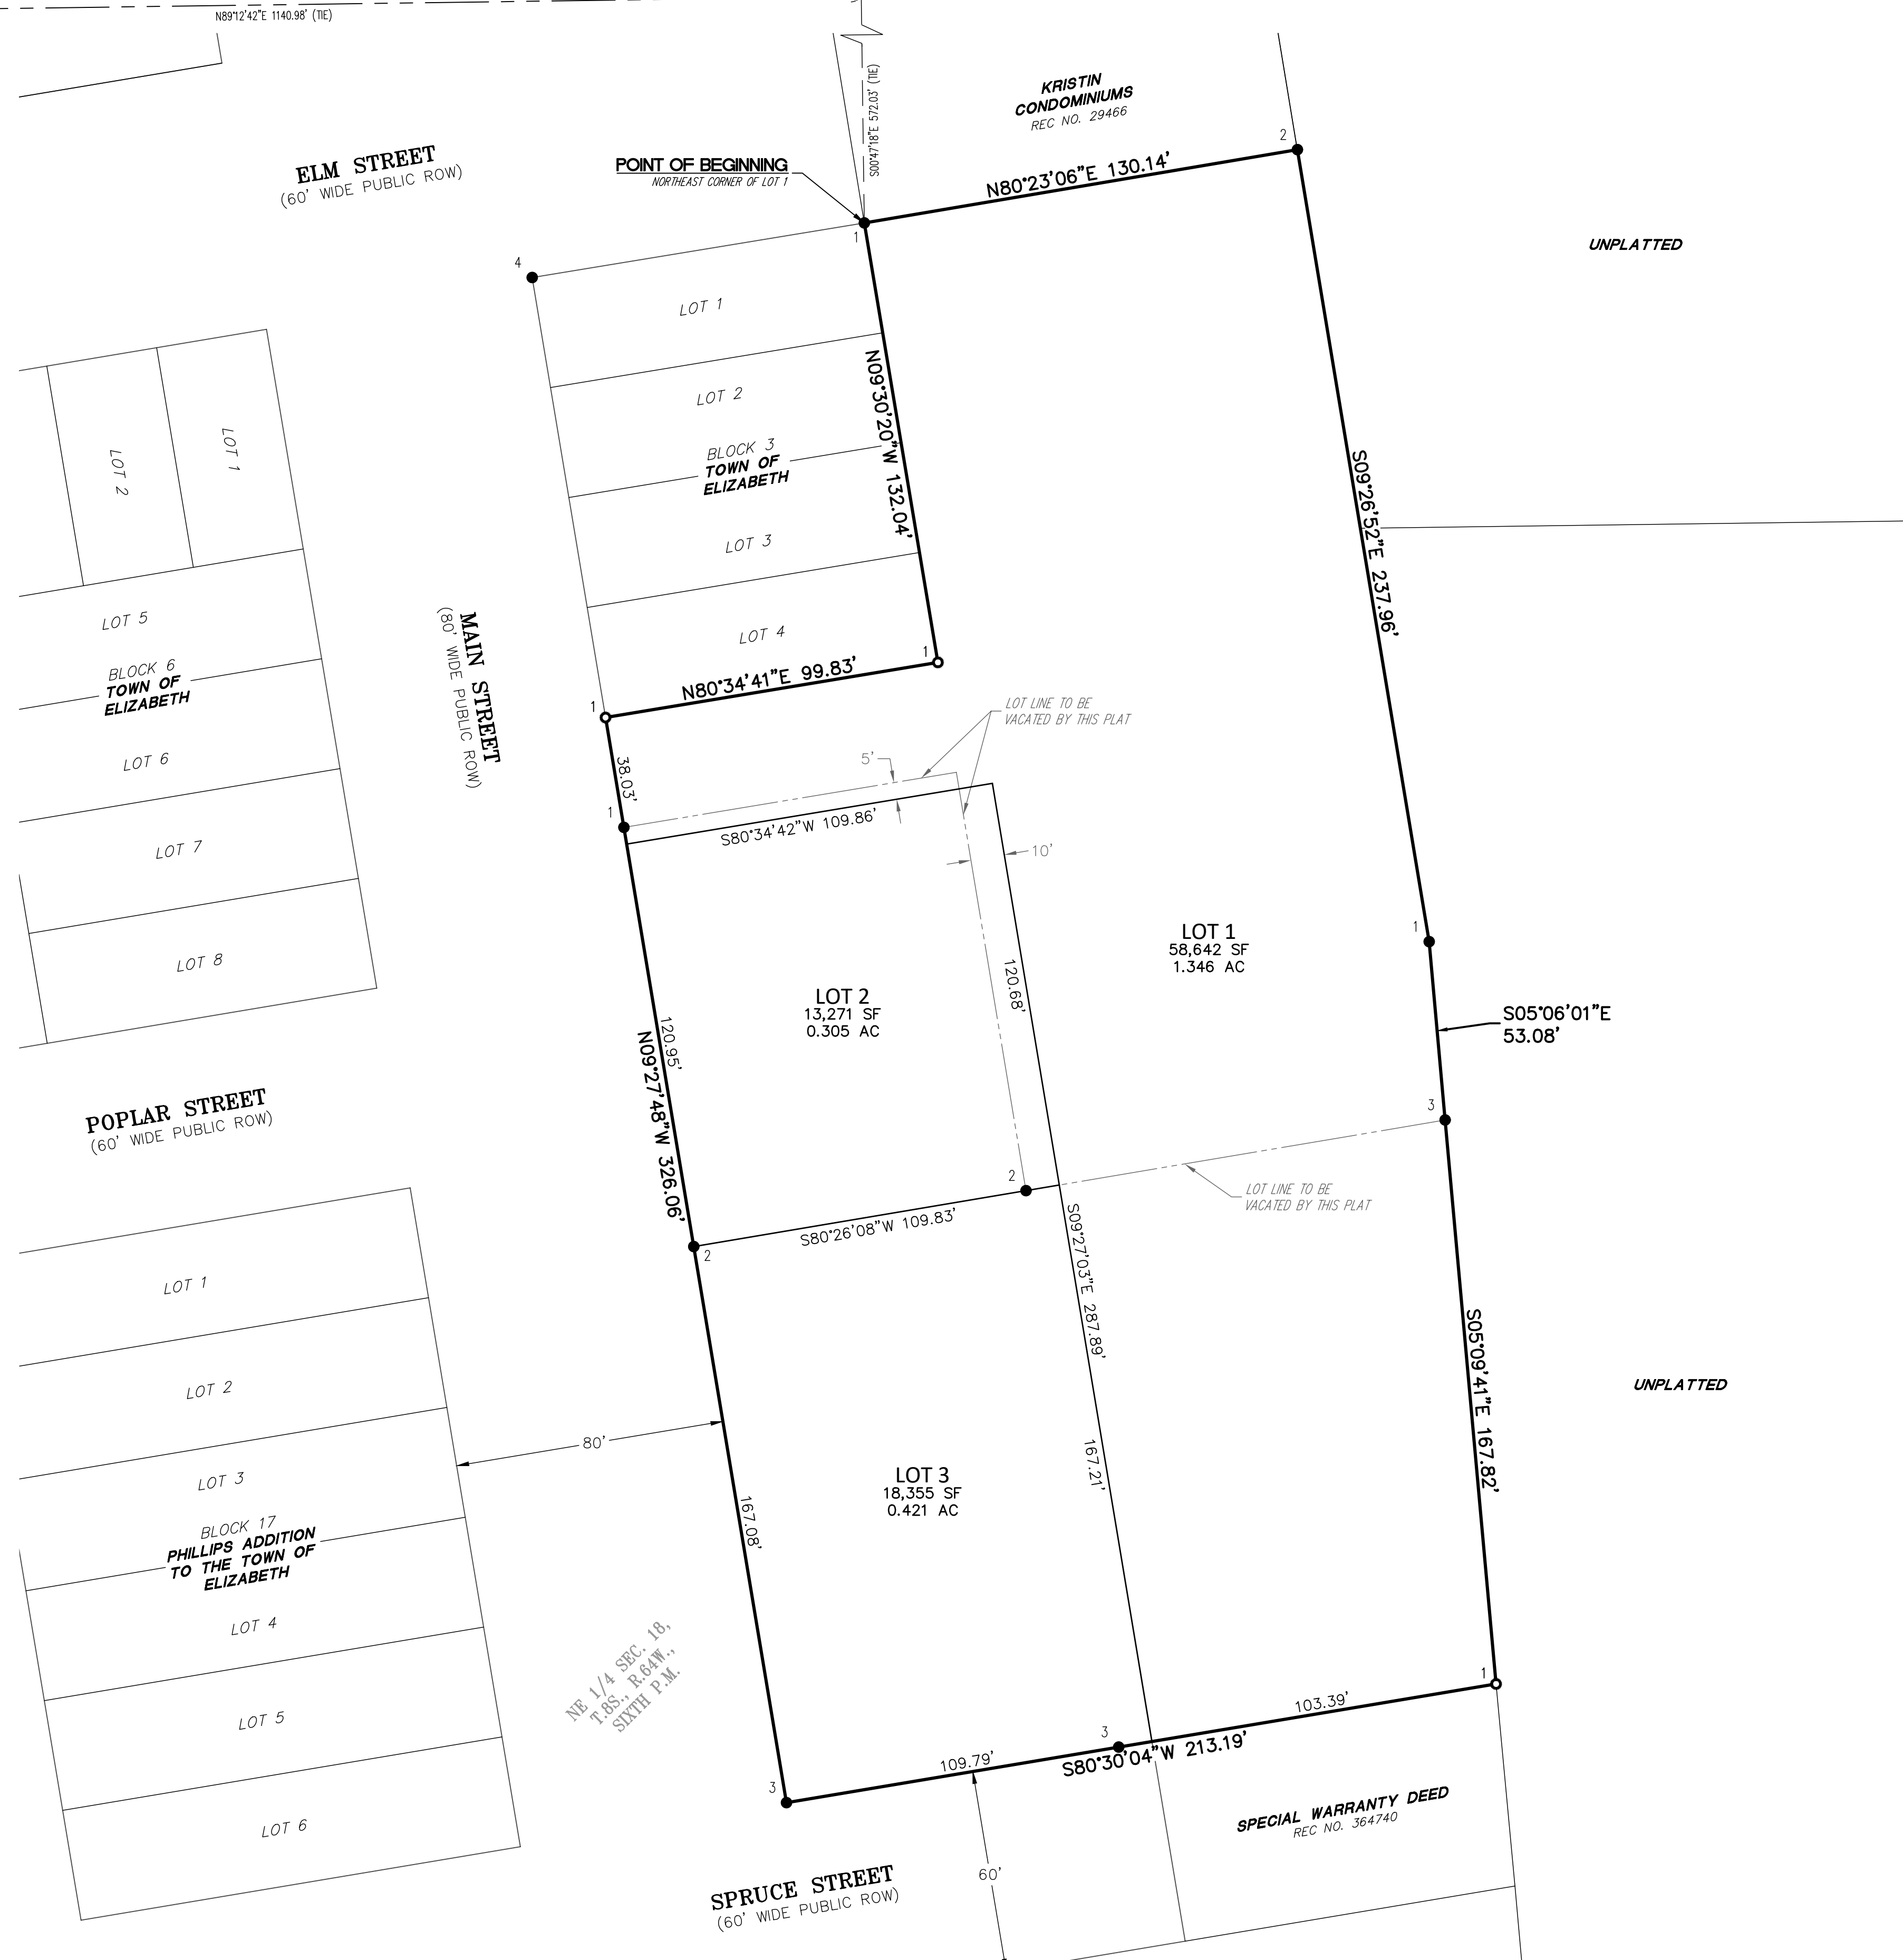 N89°12'42"E 1140.98' (TIE)
S00°47'18"E 572.03' (TIE)
KRISTIN
CONDOMINIUMS
REC NO. 29466
2
ELM STREET
(60' WIDE PUBLIC ROW)
POINT OF BEGINNING
NORTHEAST CORNER OF LOT 1
N80°23'06"E 130.14'
1
4
UNPLATTED
LOT 1
LOT 2
BLOCK 3
TOWN OF
ELIZABETH
LOT 3
LOT 4
N09°30'20"W 132.04'
S09°26'52"E 237.96'
LOT 2
LOT 1
LOT 5
BLOCK 6
TOWN OF
ELIZABETH
LOT 6
LOT 7
LOT 8
MAIN STREET
(80' WIDE PUBLIC ROW)
1
N80°34'41"E 99.83'
1
38.03'
1
LOT LINE TO BE
VACATED BY THIS PLAT
5'
S80°34'42"W 109.86'
10'
LOT 1
58,642 SF
1.346 AC
1
LOT 2
13,271 SF
0.305 AC
120.68'
120.95'
N09°27'48"W 326.06'
S05°06'01"E
53.08'
3
POPLAR STREET
(60' WIDE PUBLIC ROW)
2
LOT LINE TO BE
VACATED BY THIS PLAT
S80°26'08"W 109.83'
2
S09°27'03"E 287.89'
LOT 1
LOT 2
LOT 3
BLOCK 17
PHILLIPS ADDITION
TO THE TOWN OF
ELIZABETH
LOT 4
LOT 5
LOT 6
80'
S05°09'41"E 167.82'
UNPLATTED
167.21'
LOT 3
18,355 SF
0.421 AC
167.08'
NE 1/4 SEC. 18,
T.8S., R.64W.,
SIXTH P.M.
1
103.39'
3
109.79'
S80°30'04"W 213.19'
3
SPECIAL WARRANTY DEED
REC NO. 364740
60'
SPRUCE STREET
(60' WIDE PUBLIC ROW)